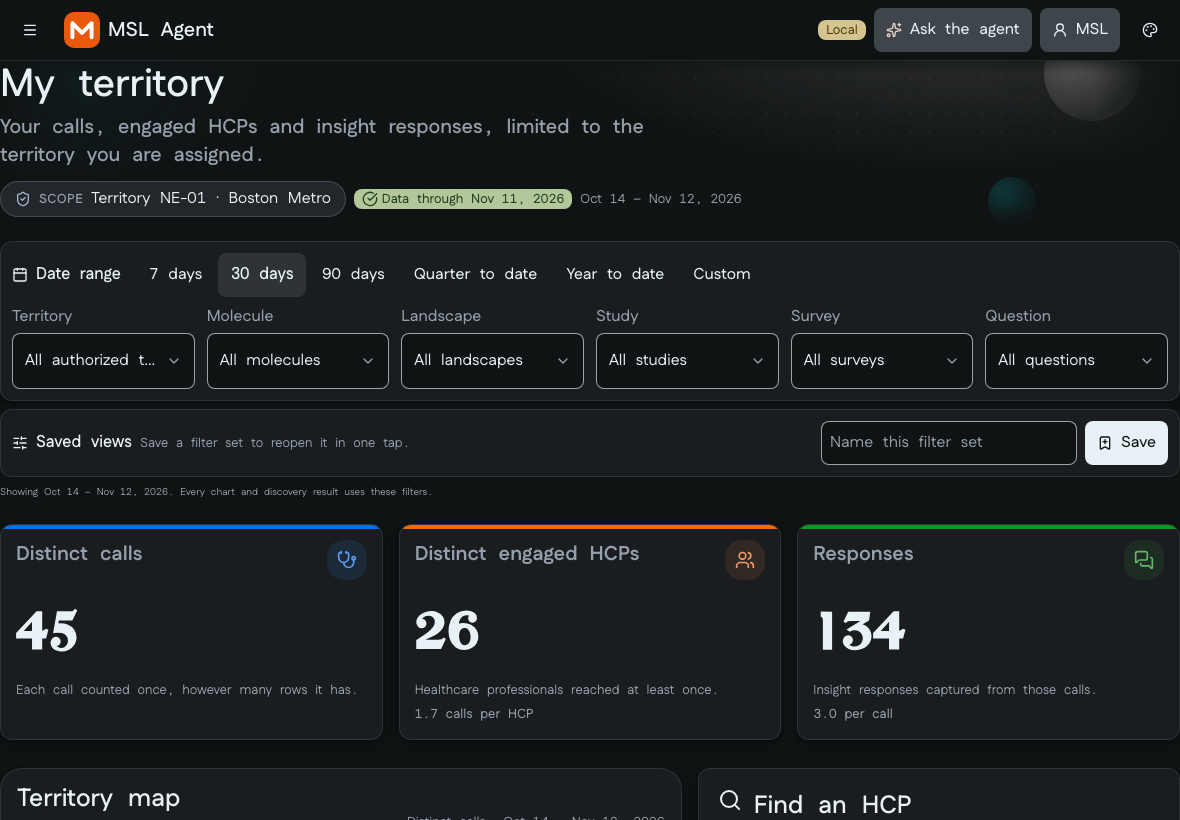 MSL Agent
Local
Ask the agent
MSL
My territory
Your calls, engaged HCPs and insight responses, limited to the
territory you are assigned.
SCOPE Territory NE-01 · Boston Metro
Data through Nov 11, 2026
Oct 14 – Nov 12, 2026
Date range
7 days
30 days
90 days
Quarter to date
Year to date
Custom
Territory
Molecule
Landscape
Study
Survey
Question
All authorized t...
All molecules
All landscapes
All studies
All surveys
All questions
Saved views Save a filter set to reopen it in one tap.
Name this filter set
Save
Showing Oct 14 – Nov 12, 2026. Every chart and discovery result uses these filters.
Distinct calls
45
Each call counted once, however many rows it has.
Distinct engaged HCPs
26
Healthcare professionals reached at least once.
1.7 calls per HCP
Responses
134
Insight responses captured from those calls.
3.0 per call
Territory map
Distinct calls, Oct 14 – Nov 12, 2026
Find an HCP